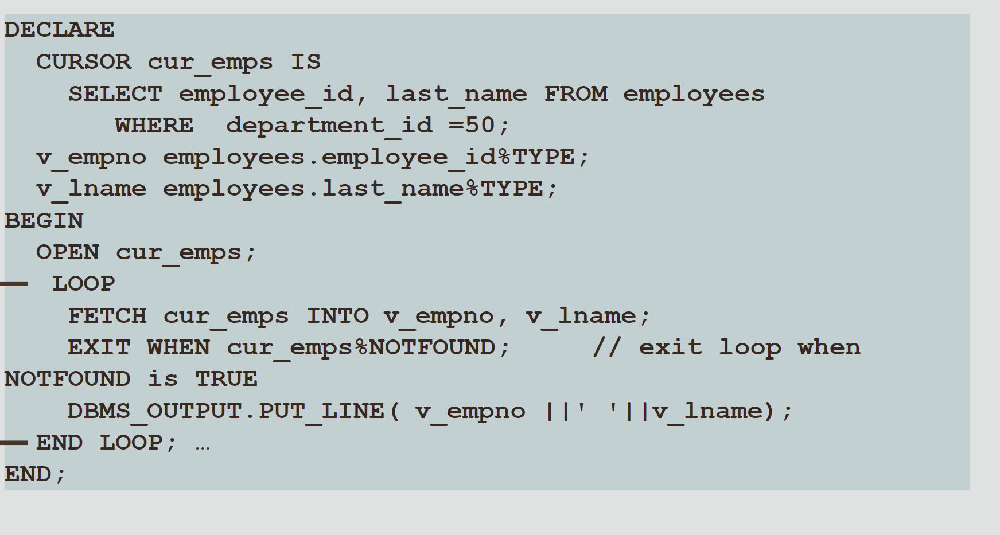 DECLARE
CURSOR cur_emps IS
SELECT employee_id, last_name FROM employees
WHERE department_id =50;
v_empno employees.employee_id%TYPE;
v_lname employees.last_name%TYPE;
BEGIN
OPEN cur_emps;
LOOP
FETCH cur_emps INTO v_empno, v_lname;
EXIT WHEN cur_emps%NOTFOUND; // exit loop when
NOTFOUND is TRUE
DBMS_OUTPUT.PUT_LINE( v_empno ||' '||v_lname);
END LOOP; …
END;